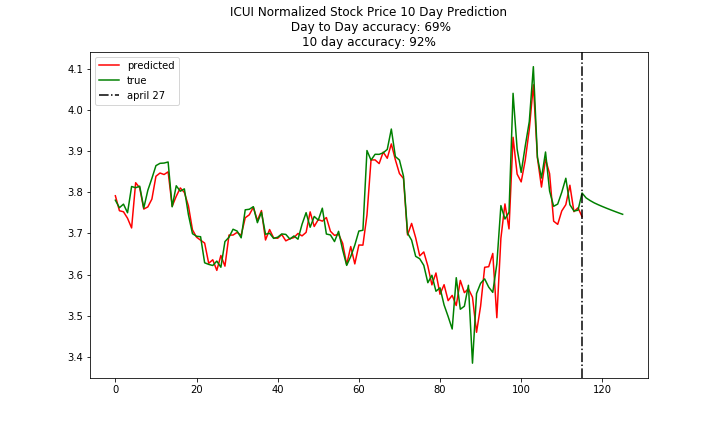 ICUI Normalized Stock Price 10 Day Prediction
Day to Day accuracy: 69%
10 day accuracy: 92%
predicted
true
april 27
4.1
4.0
3.9
3.8
3.7
3.6
3.5
3.4
0 20 40 60 80 100 120